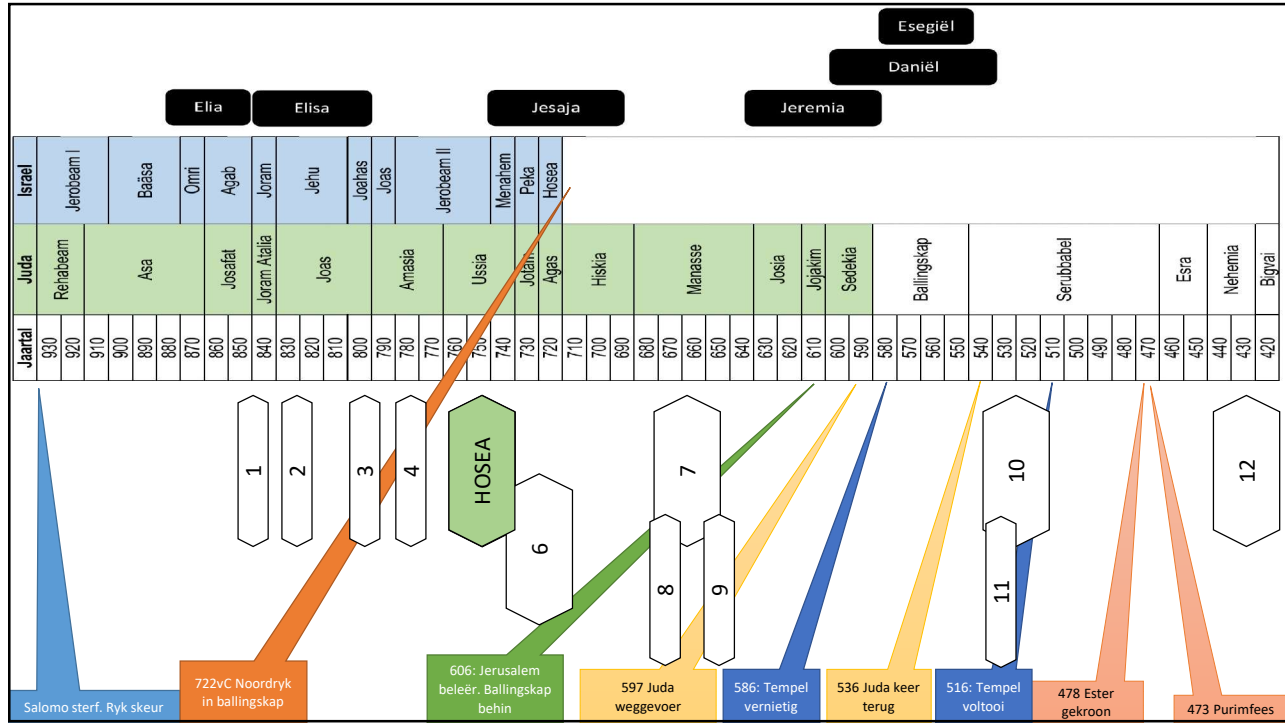 Esegiël
Daniël
Elia
Elisa
Jesaja
Jeremia
Israel
Jerobeam I
Baäsa
Omri
Agab
Joram
Jehu
Joahas
Joas
Jerobeam II
Menahem
Peka
Hosea
Juda
Rehabeam
Asa
Josafat
Joram Atalia
Joas
Amasia
Ussia
Jotam
Agas
Hiskia
Manasse
Josia
Jojakim
Sedekia
Ballingskap
Serubbabel
Esra
Nehemia
Bigvai
Jaartal
930
920
910
900
890
880
870
860
850
840
830
820
810
800
790
780
770
760
750
740
730
720
710
700
690
680
670
660
650
640
630
620
610
600
590
580
570
560
550
540
530
520
510
500
490
480
470
460
450
440
430
420
1
2
3
4
HOSEA
6
7
8
9
10
11
12
Salomo sterf. Ryk skeur
722vC Noordryk
in ballingskap
606: Jerusalem
beleër. Ballingskap
behin
597 Juda
weggevoer
586: Tempel
vernietig
536 Juda keer
terug
516: Tempel
voltooi
478 Ester
gekroon
473 Purimfees